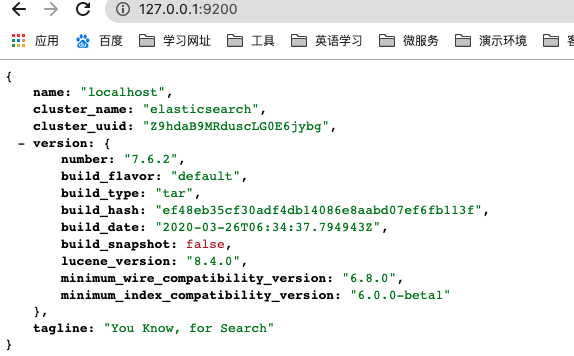 127.0.0.1:9200
应用 百度 学习网址 工具 英语学习 微服务 演示环境
{
name: "localhost",
cluster_name: "elasticsearch",
cluster_uuid: "Z9hdaB9MRduscLG0E6jybg",
- version: {
number: "7.6.2",
build_flavor: "default",
build_type: "tar",
build_hash: "ef48eb35cf30adf4db14086e8aabd07ef6fb113f",
build_date: "2020-03-26T06:34:37.794943Z",
build_snapshot: false,
lucene_version: "8.4.0",
minimum_wire_compatibility_version: "6.8.0",
minimum_index_compatibility_version: "6.0.0-beta1"
},
tagline: "You Know, for Search"
}